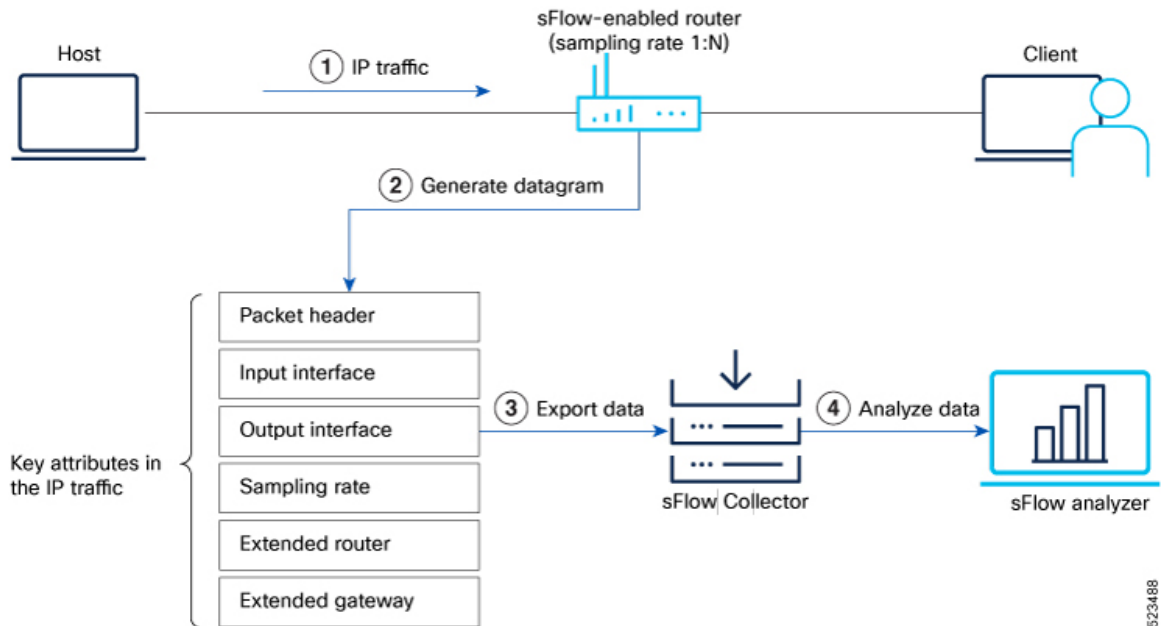 sFlow-enabled router
(sampling rate 1:N)
Host
Client
1 IP traffic
2 Generate datagram
Packet header
Input interface
Output interface
Sampling rate
Extended router
Extended gateway
Key attributes in
the IP traffic
3 Export data
4 Analyze data
sFlow Collector
sFlow analyzer
523488